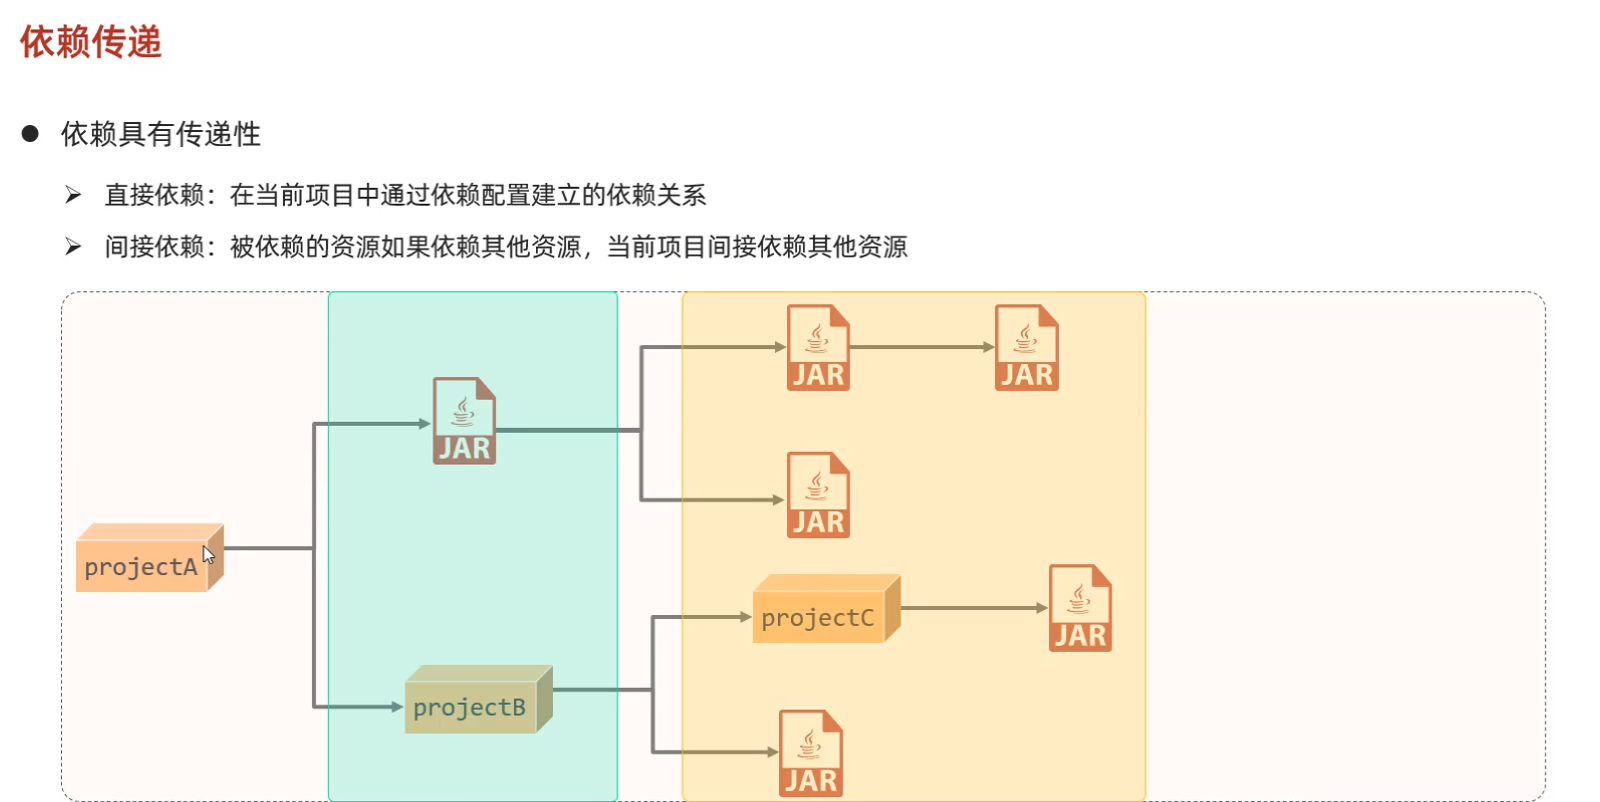 依赖传递
依赖具有传递性
直接依赖：在当前项目中通过依赖配置建立的依赖关系
间接依赖：被依赖的资源如果依赖其他资源，当前项目间接依赖其他资源
JAR
JAR
JAR
JAR
projectA
projectC
JAR
projectB
JAR